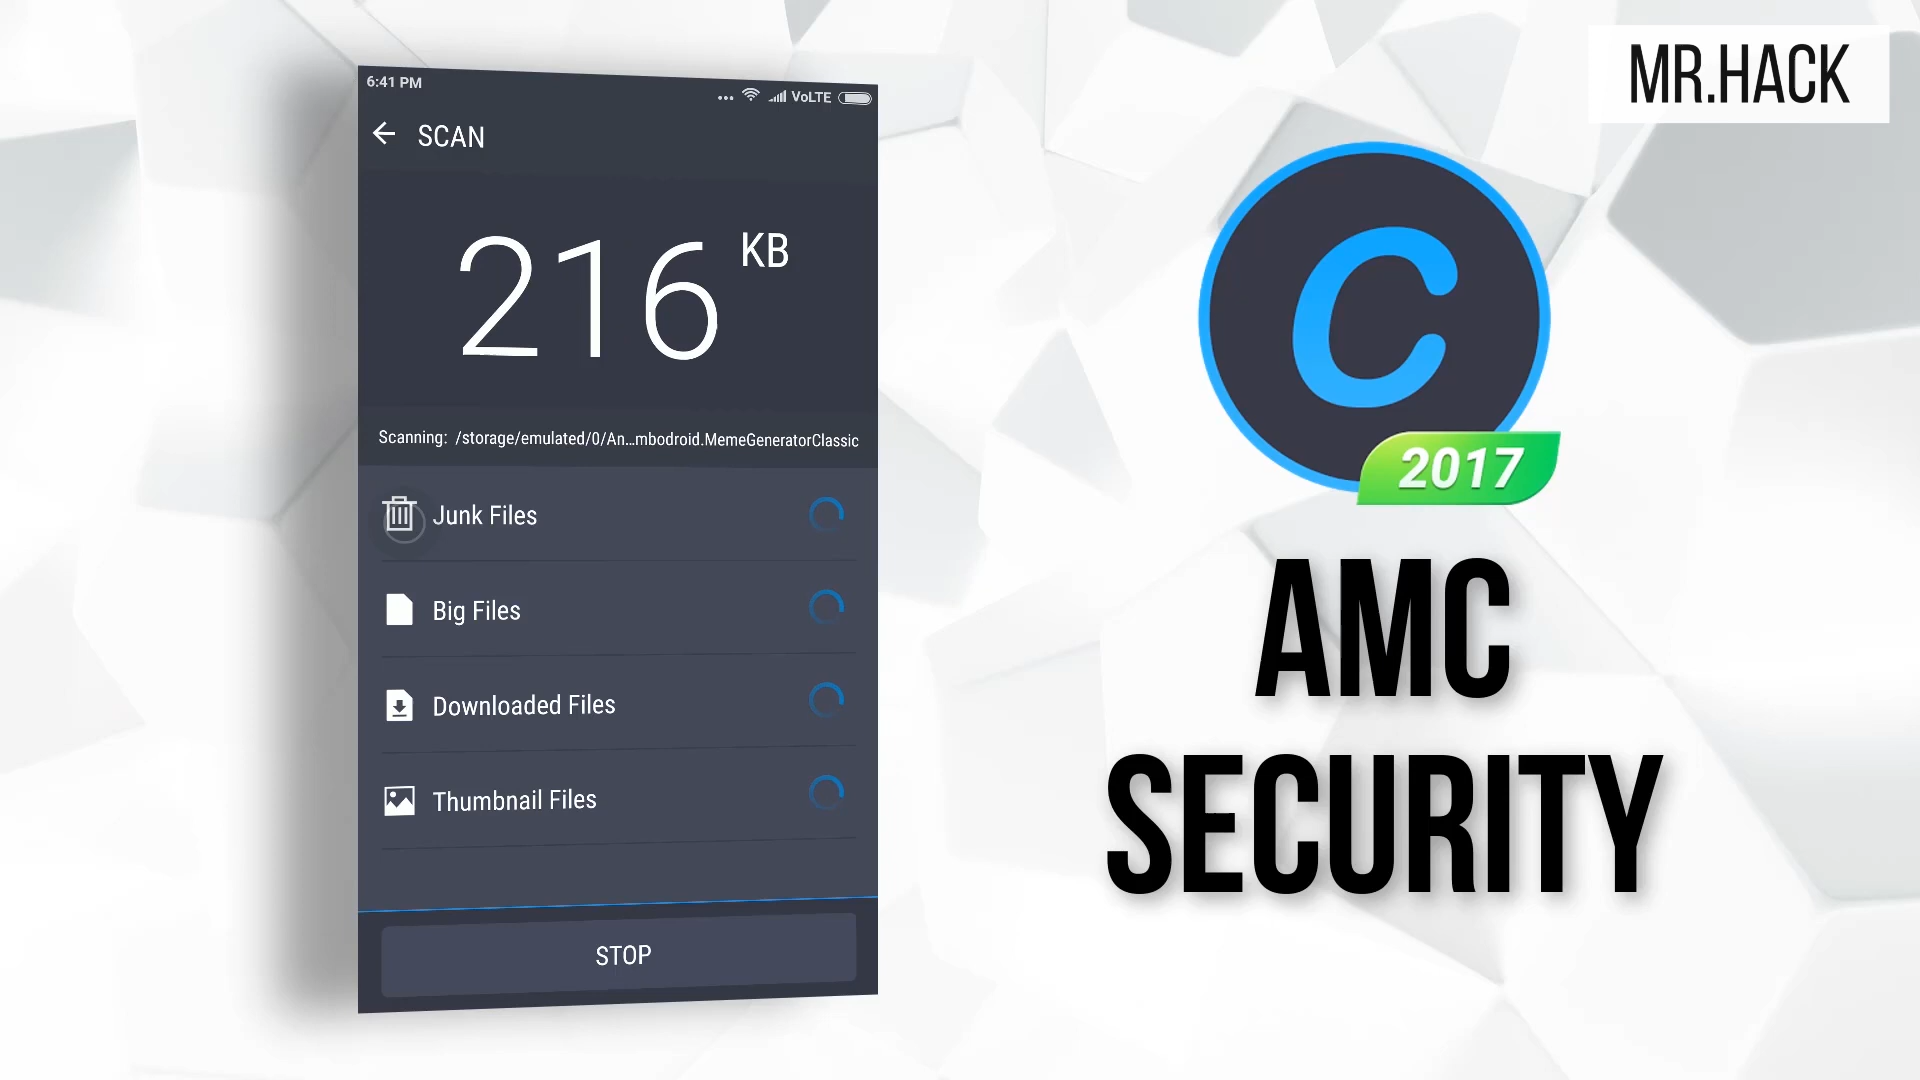 MR.HACK
6:41 PM
VoLTE
SCAN
216 KB
Scanning: /storage/emulated/0/An...mbodroid.MemeGeneratorClassic
Junk Files
Big Files
Downloaded Files
Thumbnail Files
STOP
C
2017
AMC
SECURITY